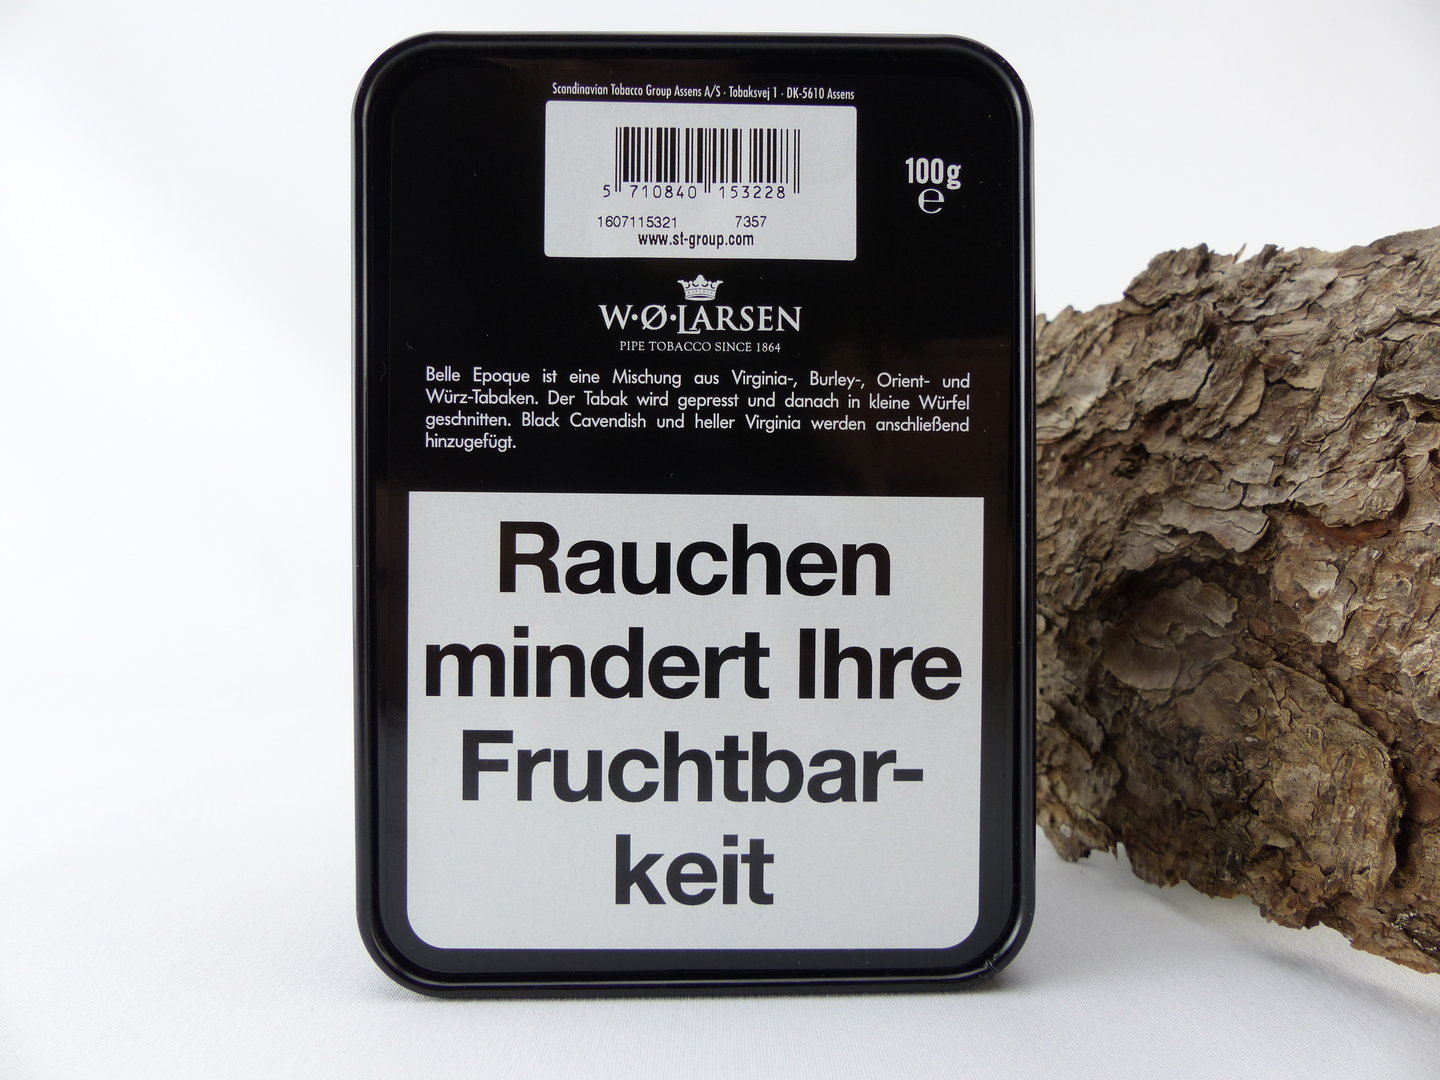 Scandinavian Tobacco Group Assens A/S · Tobaksvej 1 · DK-5610 Assens
5 710840 153228
1607115321 7357
www.st-group.com
100g
℮
W·Ø·LARSEN
PIPE TOBACCO SINCE 1864
Belle Epoque ist eine Mischung aus Virginia-, Burley-, Orient- und
Würz-Tabaken. Der Tabak wird gepresst und danach in kleine Würfel
geschnitten. Black Cavendish und heller Virginia werden anschließend
hinzugefügt.
Rauchen
mindert Ihre
Fruchtbar-
keit